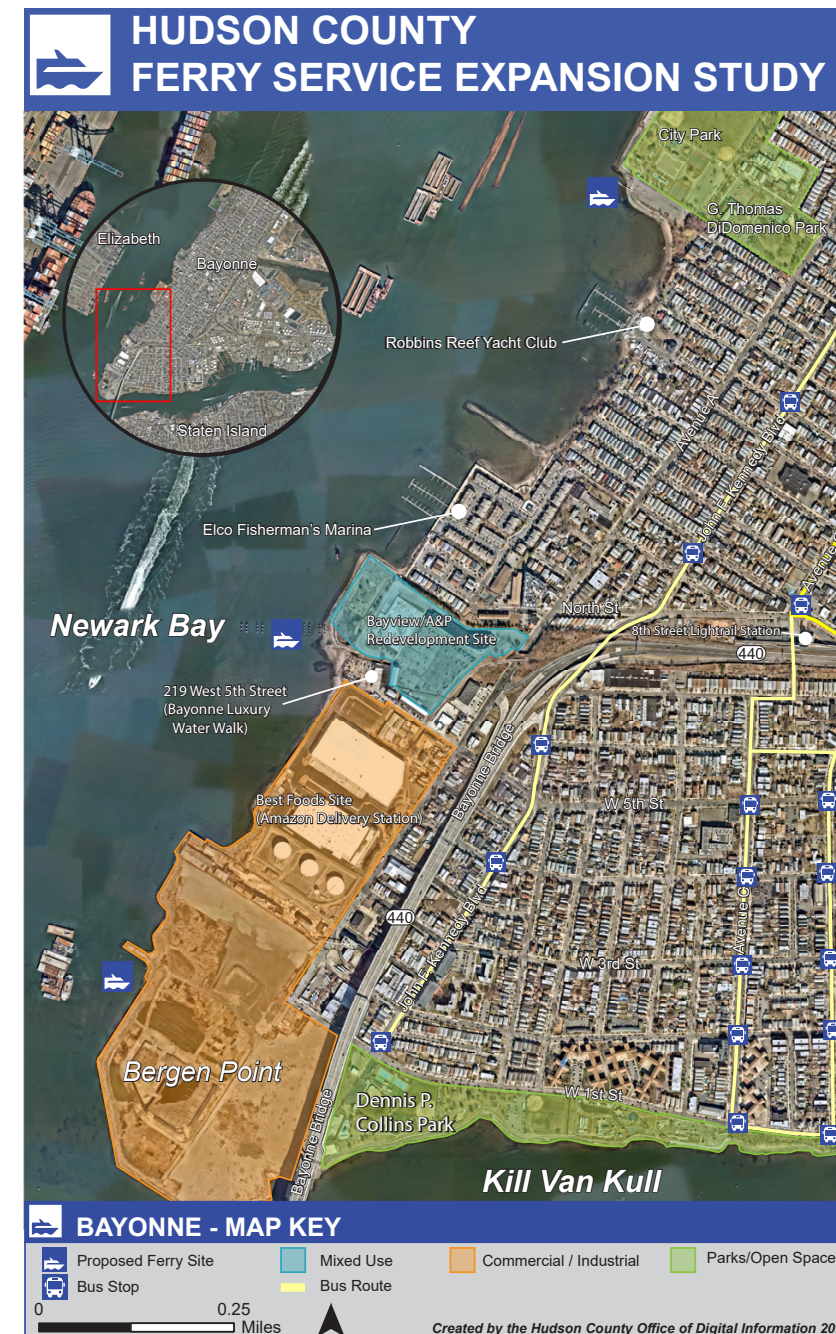 HUDSON COUNTY
FERRY SERVICE EXPANSION STUDY
City Park
G. Thomas
DiDomenico Park
Elizabeth
Bayonne
Staten Island
Robbins Reef Yacht Club
Avenue A
John F. Kennedy Blvd
Elco Fisherman's Marina
Newark Bay
Bayview/A&P
Redevelopment Site
North St
Avenue C
8th Street Lightrail Station
440
219 West 5th Street
(Bayonne Luxury
Water Walk)
Bayonne Bridge
Best Foods Site
(Amazon Delivery Station)
W 5th St
440
John F. Kennedy Blvd
Avenue C
W 3rd St
Bergen Point
Dennis P.
Collins Park
W 1st St
Bayonne Bridge
Kill Van Kull
BAYONNE - MAP KEY
Proposed Ferry Site
Mixed Use
Commercial / Industrial
Parks/Open Space
Bus Stop
Bus Route
0
0.25
Miles
Created by the Hudson County Office of Digital Information 20